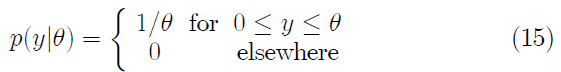 p(y|θ) = { 1/θ for 0 ≤ y ≤ θ
0 elsewhere (15)